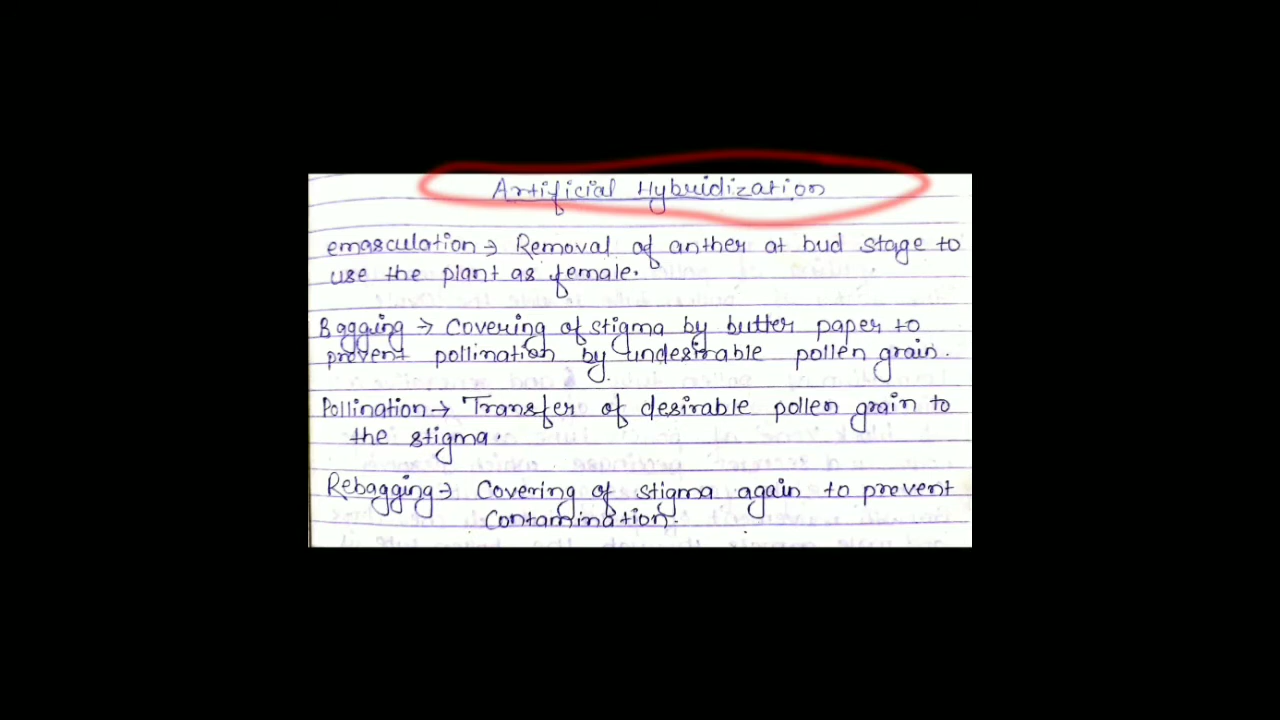 Artificial Hybridization
emasculation → Removal of anther at bud stage to
use the plant as female.
Bagging → Covering of stigma by butter paper to
prevent pollination by undesirable pollen grain.
Pollination → Transfer of desirable pollen grain to
the stigma.
Rebagging → Covering of stigma again to prevent
Contamination.